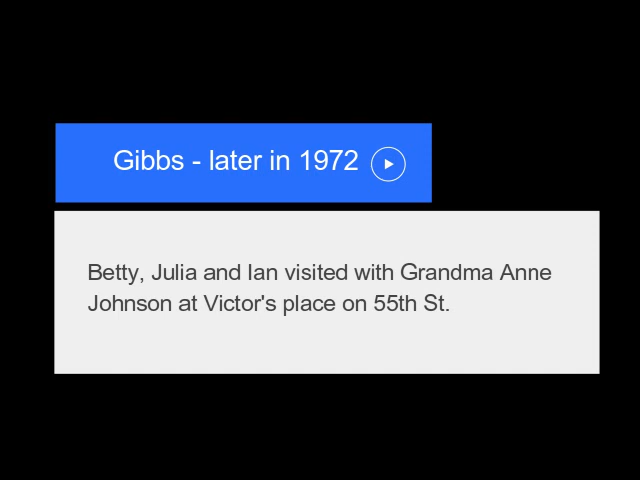 Gibbs - later in 1972
Betty, Julia and Ian visited with Grandma Anne
Johnson at Victor's place on 55th St.